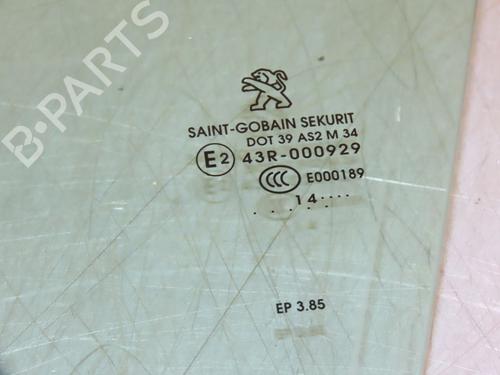 B-PARTS
SAINT-GOBAIN SEKURIT
DOT 39 AS2 M 34
E2 43R-000929
CCC E000189
14····
. . . . . .
EP 3.85